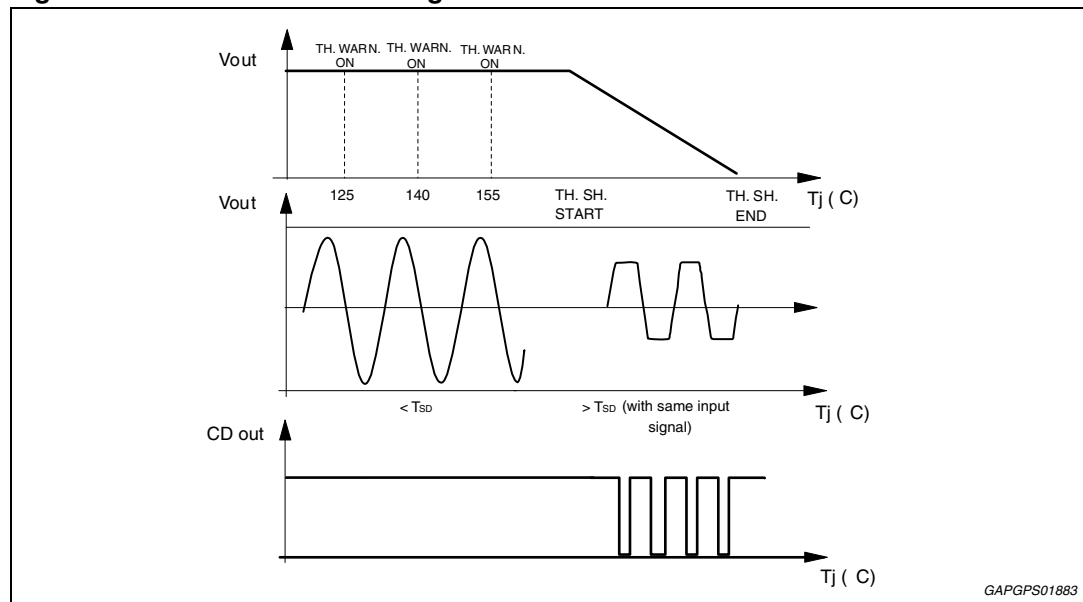 Vout
TH. WARN. TH. WARN. TH. WARN.
ON ON ON
125 140 155 TH. SH. TH. SH. Tj ( C)
START END
Vout
< TSD > TSD (with same input Tj ( C)
signal)
CD out
Tj ( C)
GAPGPS01883